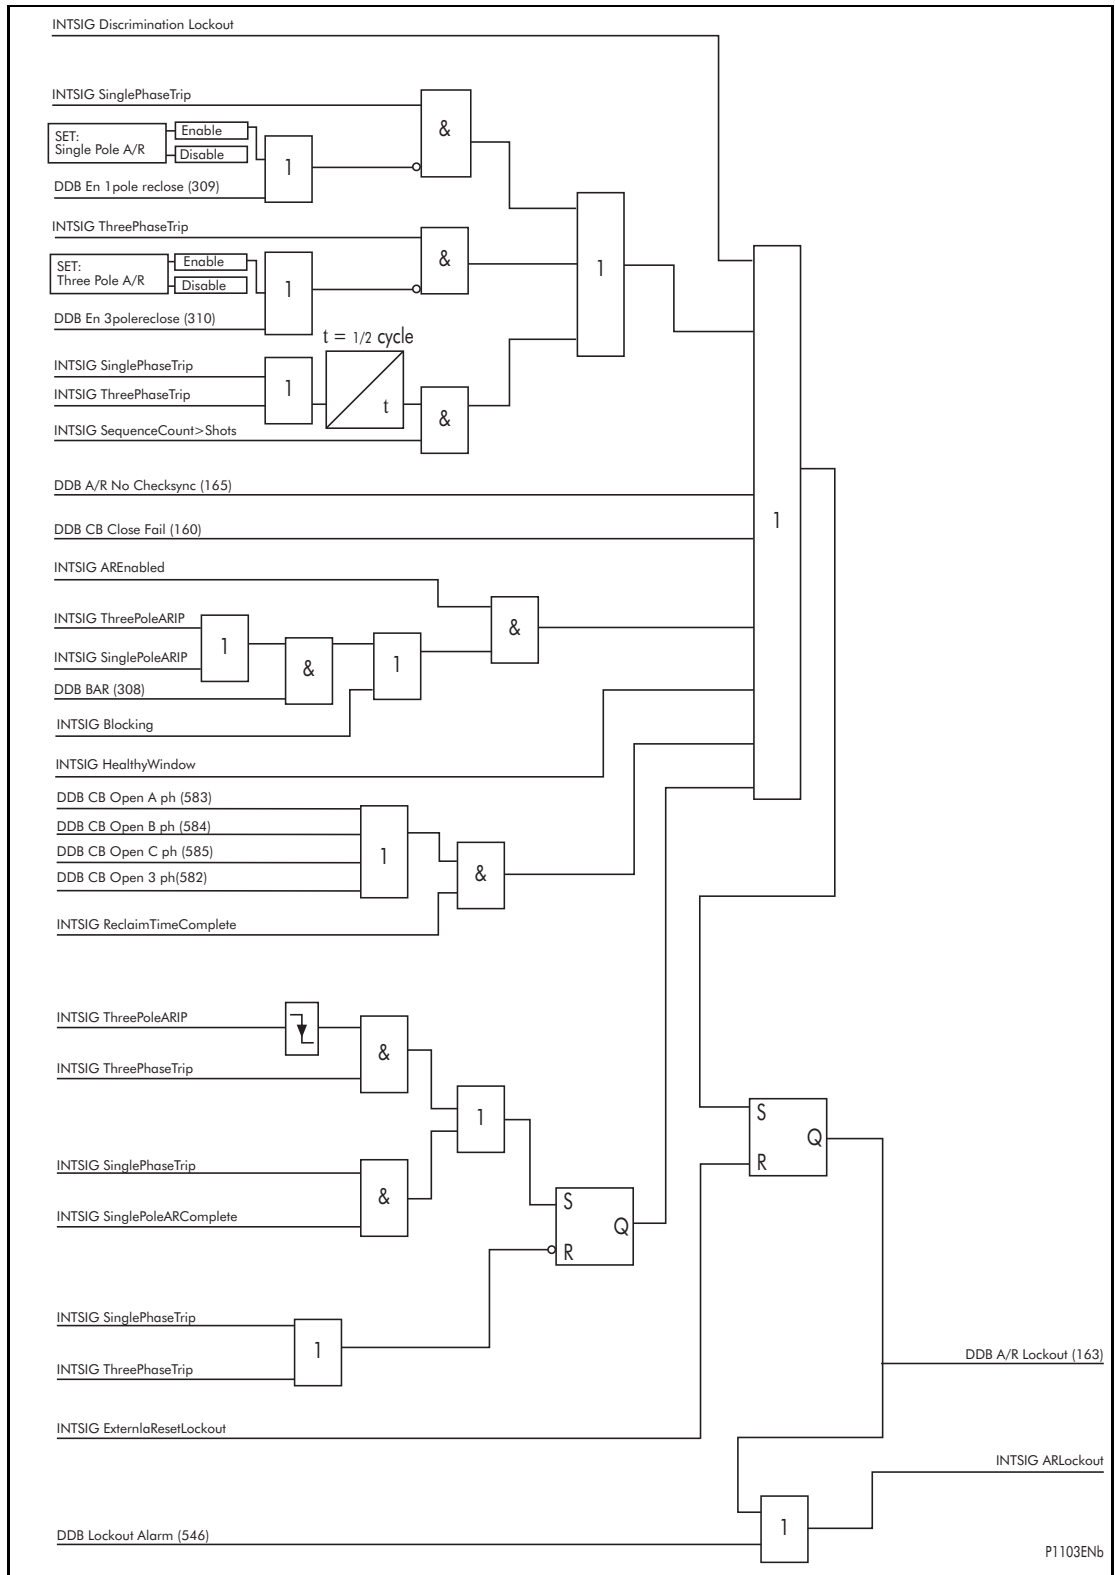 INTSIG Discrimination Lockout
INTSIG SinglePhaseTrip
&
SET:
Single Pole A/R
Enable
Disable
1
DDB En 1pole reclose (309)
INTSIG ThreePhaseTrip
&
SET:
Three Pole A/R
Enable
Disable
1
1
DDB En 3polereclose (310)
t = 1/2 cycle
INTSIG SinglePhaseTrip
1
INTSIG ThreePhaseTrip
t
&
INTSIG SequenceCount>Shots
DDB A/R No Checksync (165)
1
DDB CB Close Fail (160)
INTSIG AREnabled
INTSIG ThreePoleARIP
&
1
INTSIG SinglePoleARIP
&
1
DDB BAR (308)
INTSIG Blocking
INTSIG HealthyWindow
DDB CB Open A ph (583)
DDB CB Open B ph (584)
DDB CB Open C ph (585)
1
DDB CB Open 3 ph(582)
&
INTSIG ReclaimTimeComplete
INTSIG ThreePoleARIP
&
INTSIG ThreePhaseTrip
1
S
Q
R
INTSIG SinglePhaseTrip
&
INTSIG SinglePoleARComplete
S
Q
R
INTSIG SinglePhaseTrip
1
INTSIG ThreePhaseTrip
DDB A/R Lockout (163)
INTSIG ExternlaResetLockout
INTSIG ARLockout
DDB Lockout Alarm (546)
1
P1103ENb